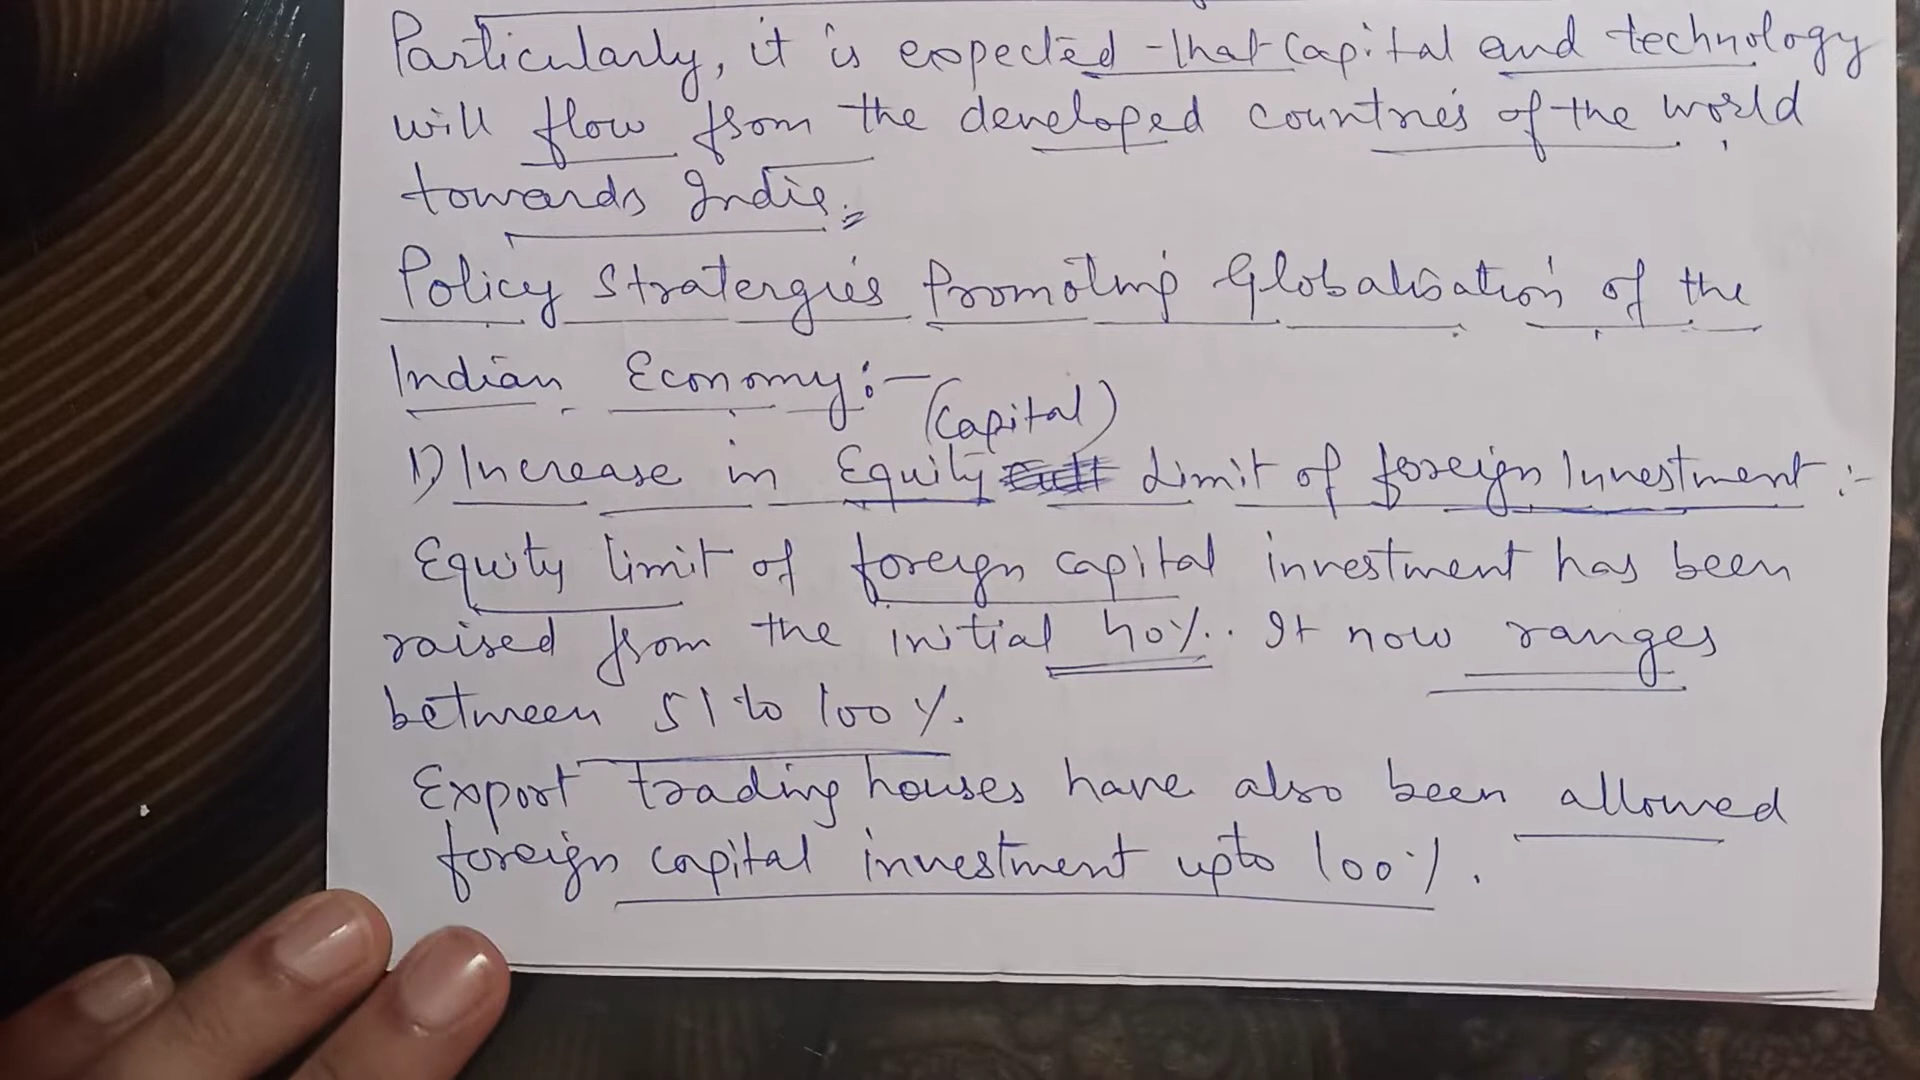 Particularly, it is expected that capital and technology
will flow from the developed countries of the world
towards India.
Policy Stratergies Promoting Globalisation of the
Indian Economy:-
(Capital)
1) Increase in Equity Limit of foreign Investment :-
Equity limit of foreign capital investment has been
raised from the initial 40%. It now ranges
between 51 to 100%.
Export trading houses have also been allowed
foreign capital investment upto 100%.